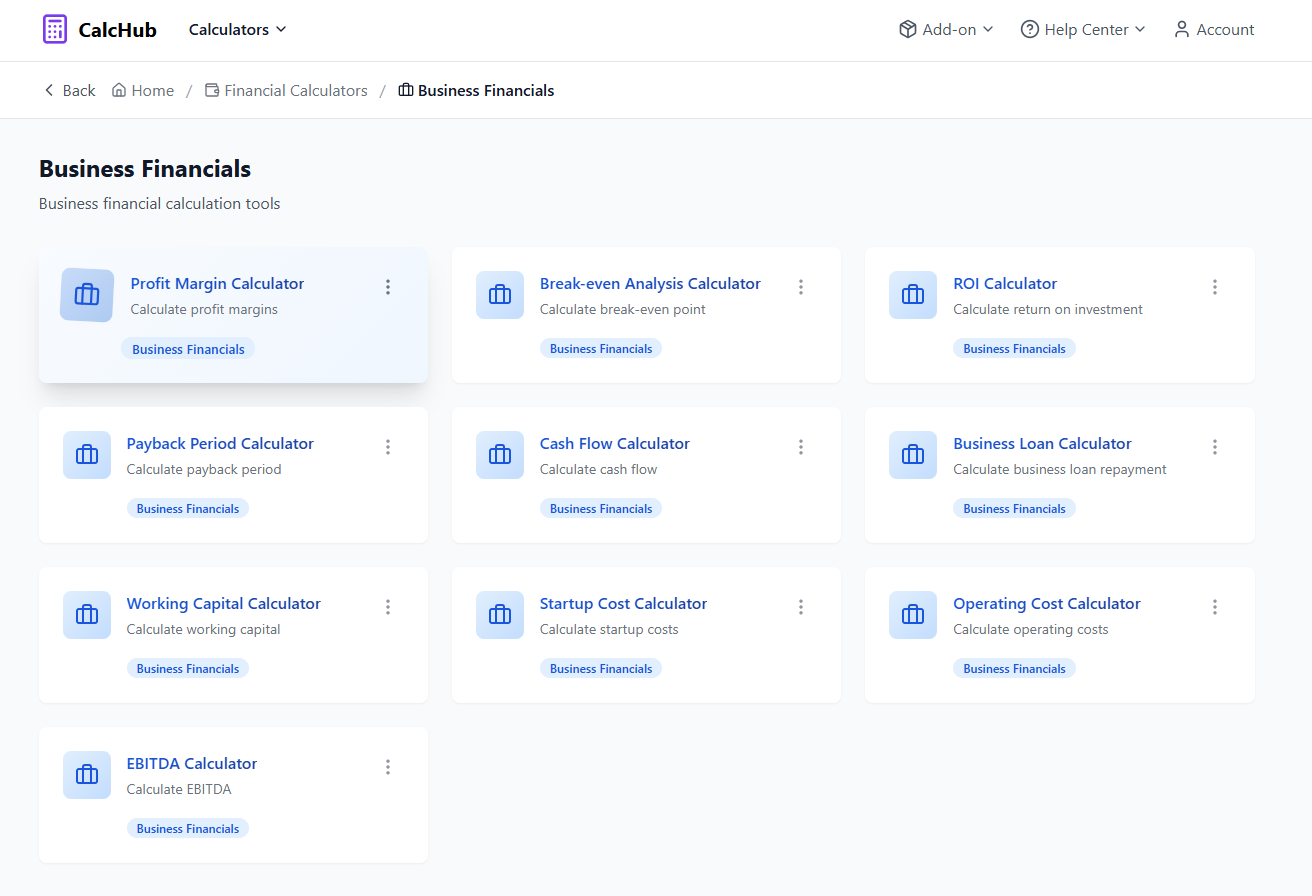 CalcHub
Calculators
Add-on
Help Center
Account
Back
Home
/
Financial Calculators
/
Business Financials
Business Financials
Business financial calculation tools
Profit Margin Calculator
Calculate profit margins
Business Financials
Break-even Analysis Calculator
Calculate break-even point
Business Financials
ROI Calculator
Calculate return on investment
Business Financials
Payback Period Calculator
Calculate payback period
Business Financials
Cash Flow Calculator
Calculate cash flow
Business Financials
Business Loan Calculator
Calculate business loan repayment
Business Financials
Working Capital Calculator
Calculate working capital
Business Financials
Startup Cost Calculator
Calculate startup costs
Business Financials
Operating Cost Calculator
Calculate operating costs
Business Financials
EBITDA Calculator
Calculate EBITDA
Business Financials